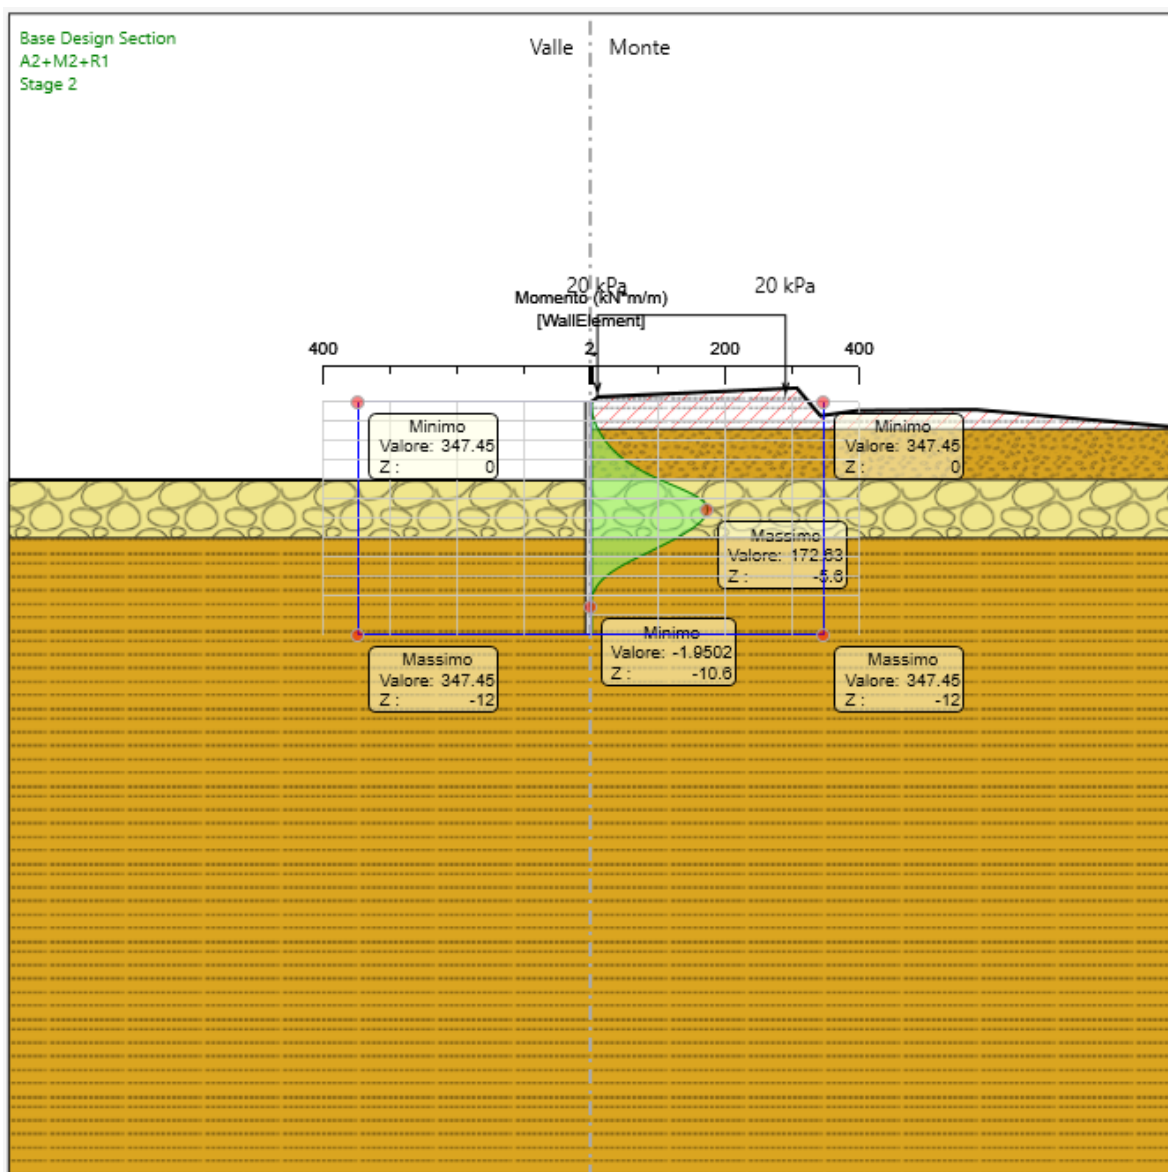 Base Design Section
A2+M2+R1
Stage 2
Valle
Monte
20 kPa
20 kPa
Momento (kN*m/m)
[WallElement]
400
2
200
400
Minimo
Valore: 347.45
Z : 0
Minimo
Valore: 347.45
Z : 0
Massimo
Valore: 172.63
Z : -5.6
Minimo
Valore: -1.9502
Z : -10.6
Massimo
Valore: 347.45
Z : -12
Massimo
Valore: 347.45
Z : -12